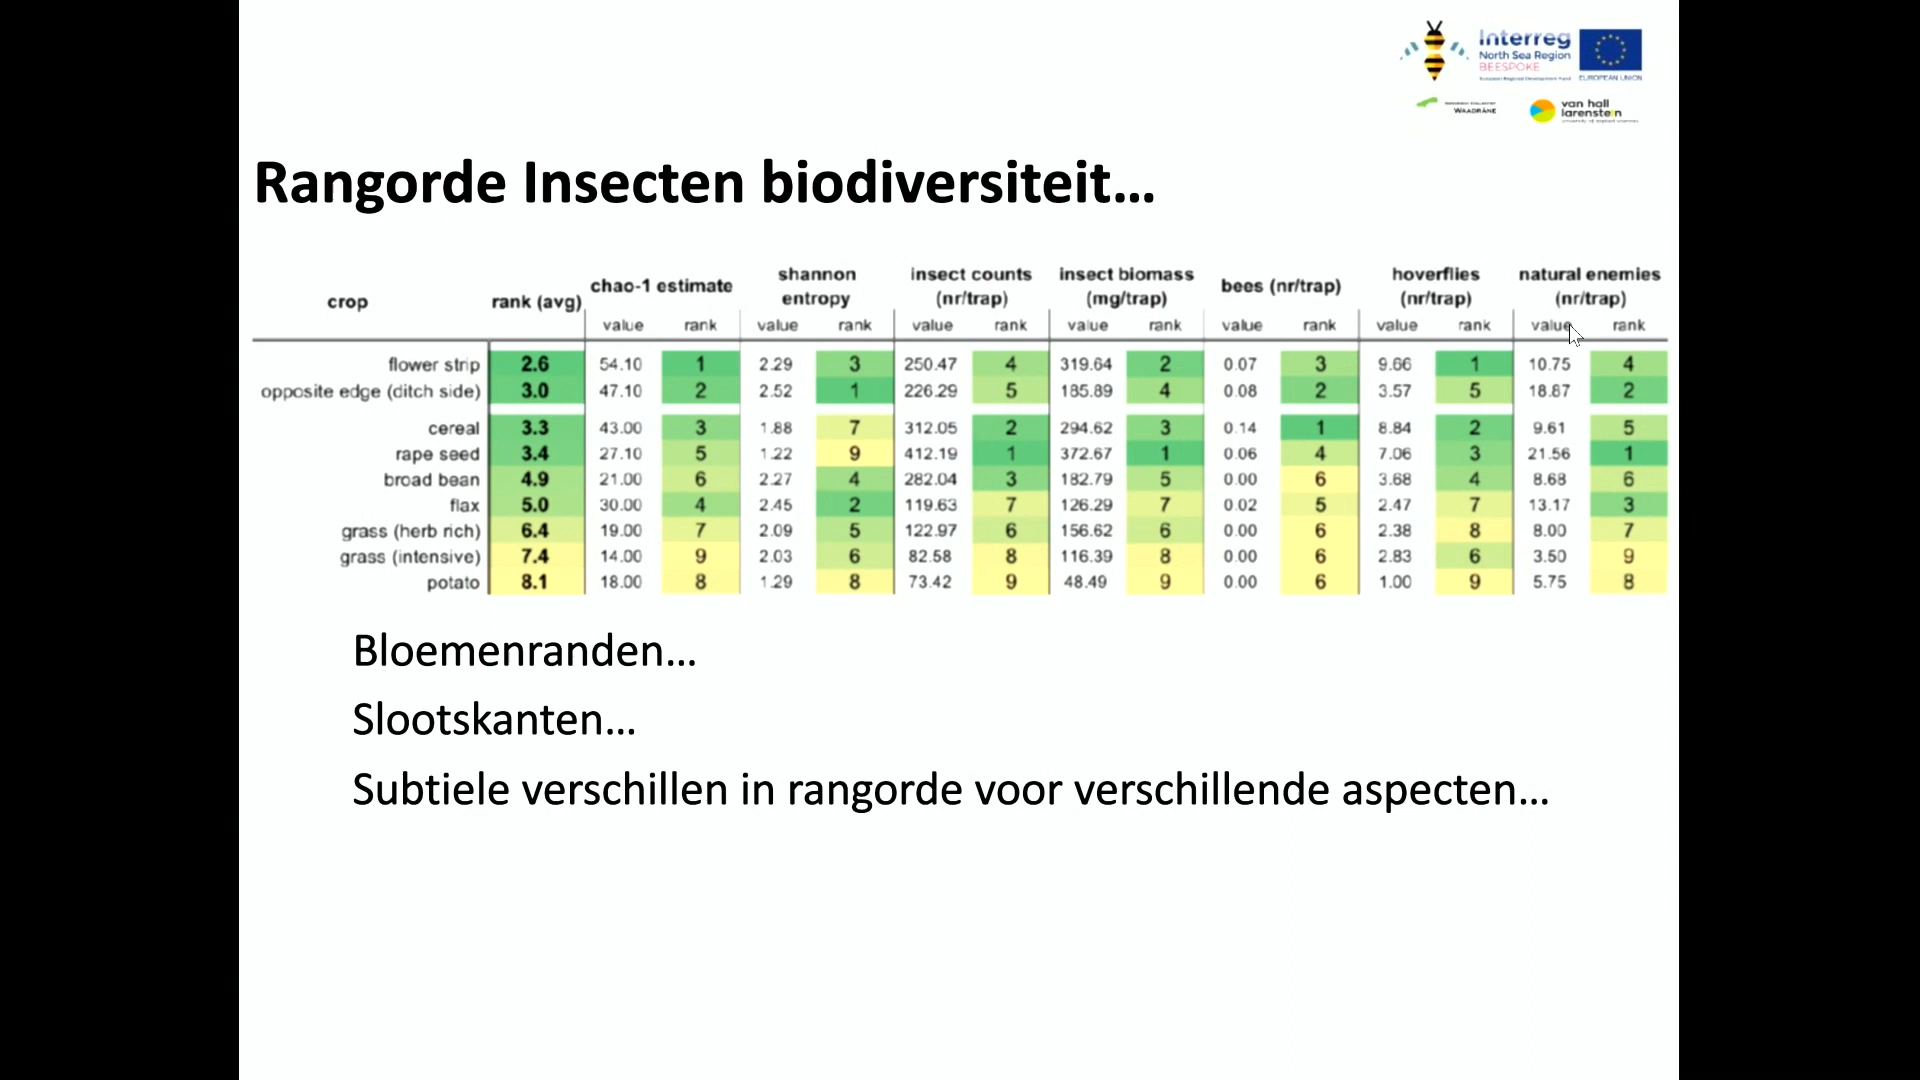 Interreg
North Sea Region
BEESPOKE
European Regional Development Fund EUROPEAN UNION
WAADRÂNE
van hall
larenstein
university of applied sciences
Rangorde Insecten biodiversiteit...
crop rank (avg) chao-1 estimate shannon entropy insect counts (nr/trap) insect biomass (mg/trap) bees (nr/trap) hoverflies (nr/trap) natural enemies (nr/trap)
value rank value rank value rank value rank value rank value rank value rank
flower strip 2.6 54.10 1 2.29 3 250.47 4 319.64 2 0.07 3 9.66 1 10.75 4
opposite edge (ditch side) 3.0 47.10 2 2.52 1 226.29 5 185.89 4 0.08 2 3.57 5 18.87 2
cereal 3.3 43.00 3 1.88 7 312.05 2 294.62 3 0.14 1 8.84 2 9.61 5
rape seed 3.4 27.10 5 1.22 9 412.19 1 372.67 1 0.06 4 7.06 3 21.56 1
broad bean 4.9 21.00 6 2.27 4 282.04 3 182.79 5 0.00 6 3.68 4 8.68 6
flax 5.0 30.00 4 2.45 2 119.63 7 126.29 7 0.02 5 2.47 7 13.17 3
grass (herb rich) 6.4 19.00 7 2.09 5 122.97 6 156.62 6 0.00 6 2.38 8 8.00 7
grass (intensive) 7.4 14.00 9 2.03 6 82.58 8 116.39 8 0.00 6 2.83 6 3.50 9
potato 8.1 18.00 8 1.29 8 73.42 9 48.49 9 0.00 6 1.00 9 5.75 8
Bloemenranden...
Slootskanten...
Subtiele verschillen in rangorde voor verschillende aspecten...